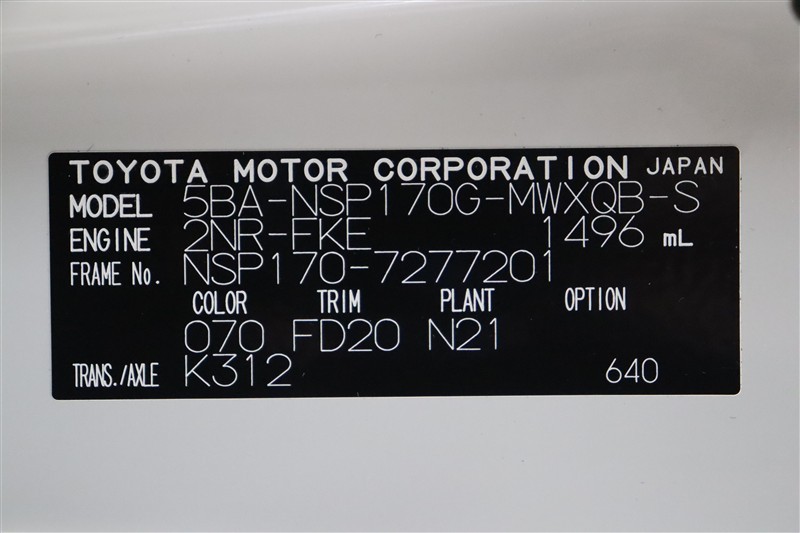 TOYOTA MOTOR CORPORATION JAPAN
MODEL 5BA-NSP170G-MWXQB-S
ENGINE 2NR-FKE 1496 mL
FRAME No. NSP170-7277201
COLOR TRIM PLANT OPTION
070 FD20 N21
TRANS./AXLE K312 640